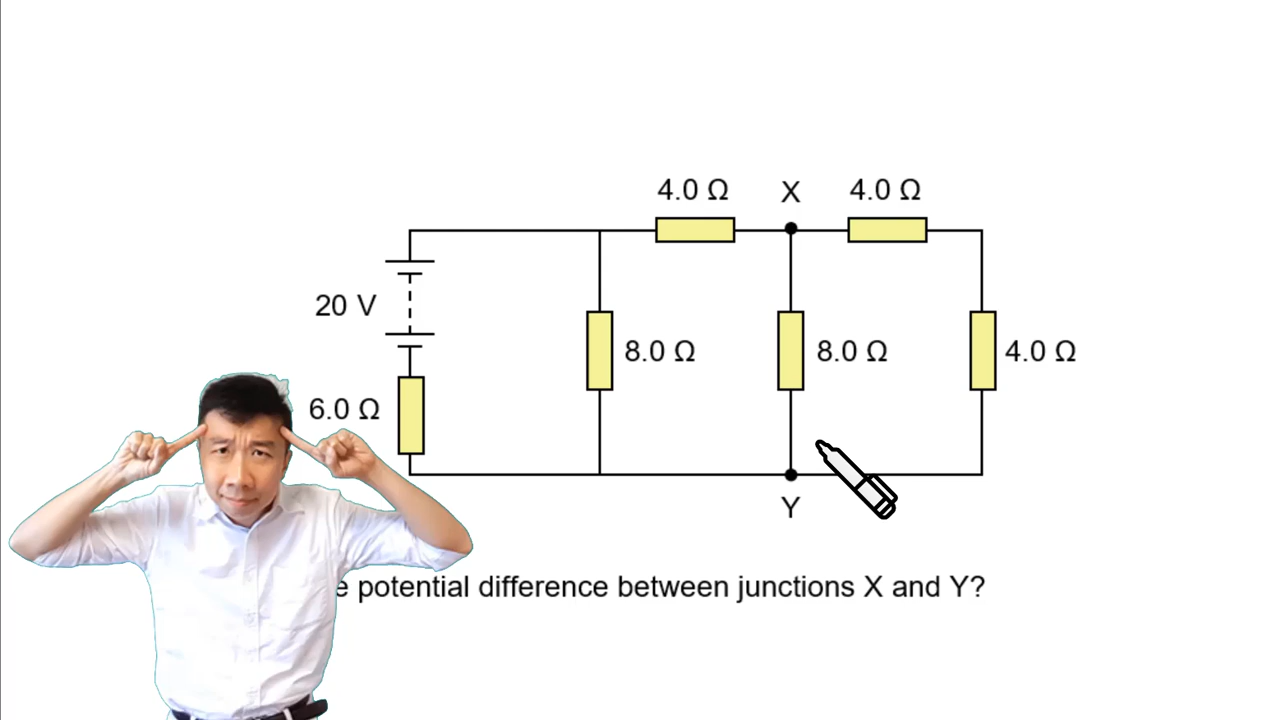 4.0 Ω X 4.0 Ω
20 V
8.0 Ω 8.0 Ω 4.0 Ω
6.0 Ω
Y
potential difference between junctions X and Y?